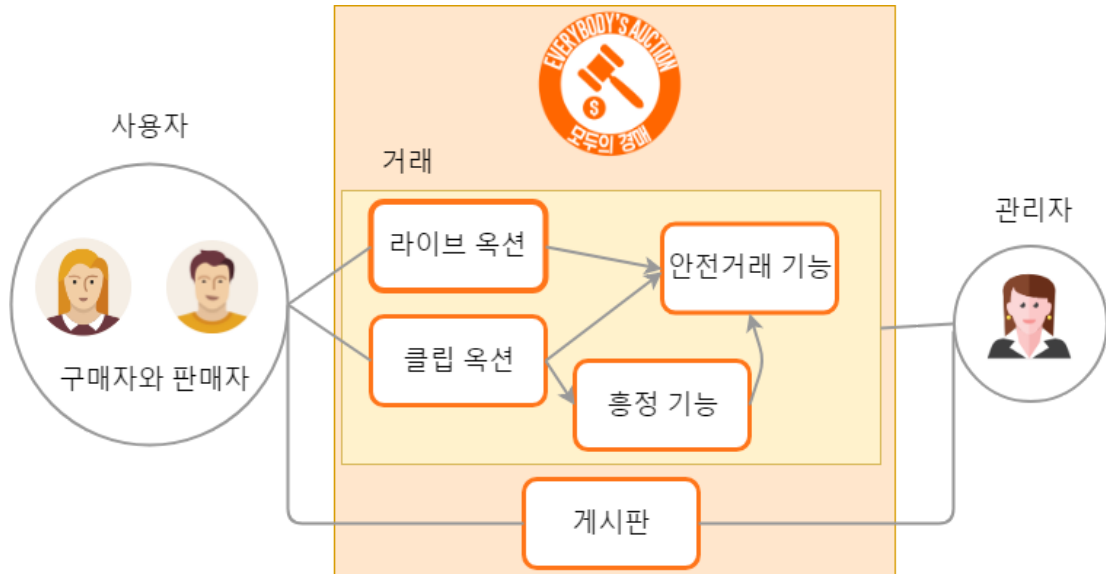 EVERYBODY'S AUCTION
$
모두의 경매
사용자
거래
관리자
라이브 옥션
안전거래 기능
클립 옥션
구매자와 판매자
흥정 기능
게시판